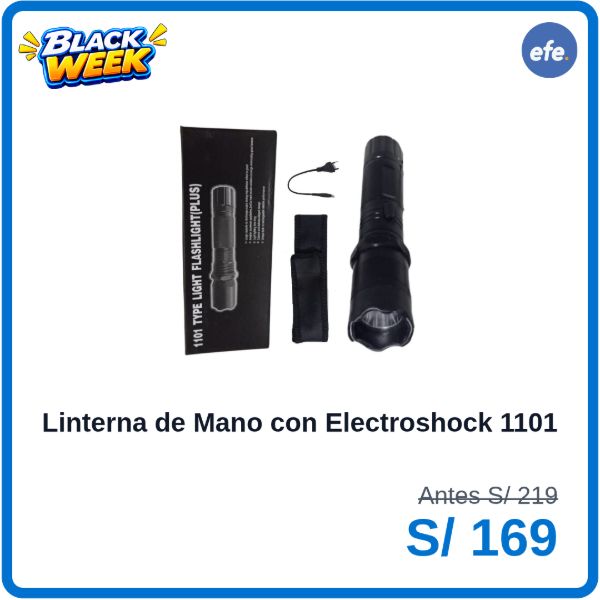 BLACK
WEEK
efe.
1101 TYPE LIGHT FLASHLIGHT(PLUS)
Linterna de Mano con Electroshock 1101
Antes S/ 219
S/ 169